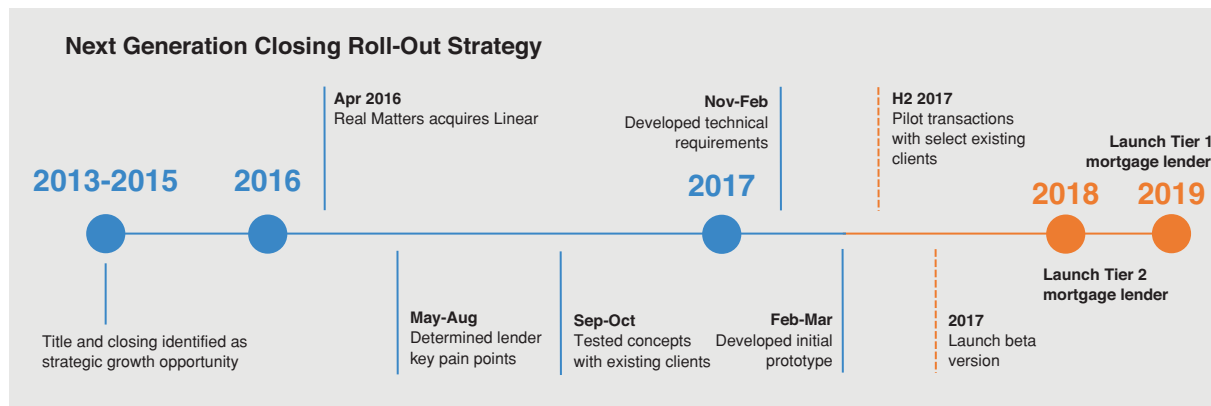 Next Generation Closing Roll-Out Strategy
Apr 2016
Real Matters acquires Linear
Nov-Feb
Developed technical
requirements
H2 2017
Pilot transactions
with select existing
clients
Launch Tier 1
mortgage lender
2013-2015
2016
2017
2018
2019
Title and closing identified as
strategic growth opportunity
May-Aug
Determined lender
key pain points
Sep-Oct
Tested concepts
with existing clients
Feb-Mar
Developed initial
prototype
2017
Launch beta
version
Launch Tier 2
mortgage lender